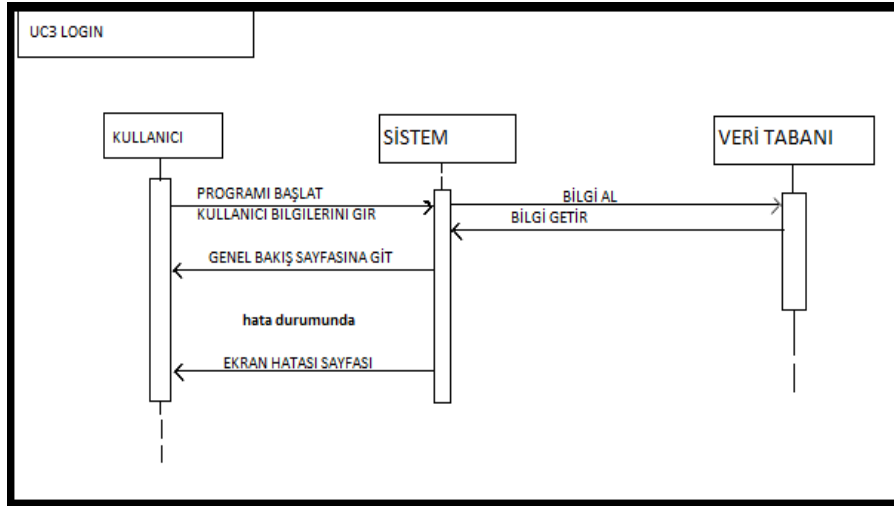 UC3 LOGIN
KULLANICI
SİSTEM
VERİ TABANI
PROGRAMI BAŞLAT
KULLANICI BILGILERINI GIR
BİLGİ AL
BİLGİ GETİR
GENEL BAKIŞ SAYFASINA GİT
hata durumunda
EKRAN HATASI SAYFASI